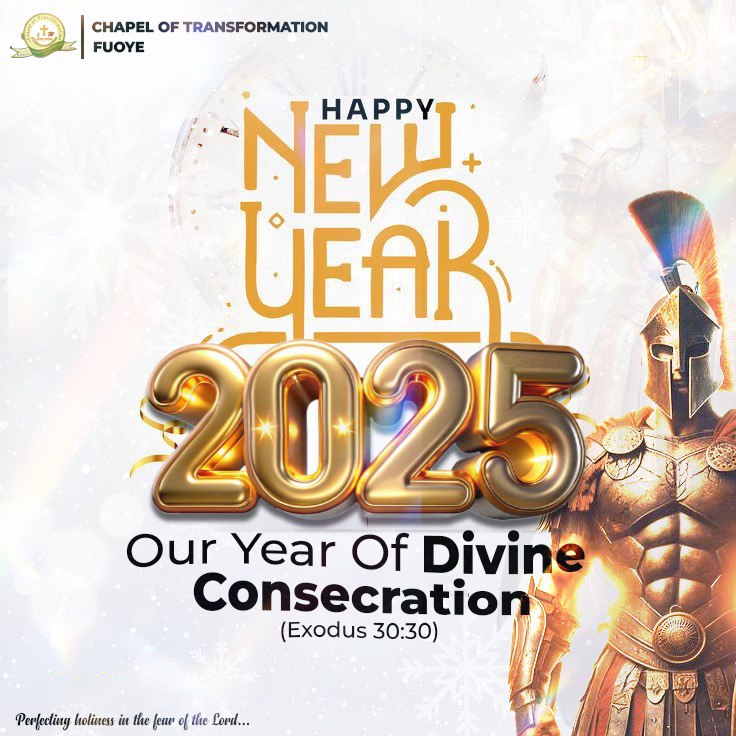 CHAPEL OF TRANSFORMATION
FUOYE
HAPPY
NEW
YEAR
2025
Our Year Of Divine
Consecration
(Exodus 30:30)
Perfecting holiness in the fear of the Lord...